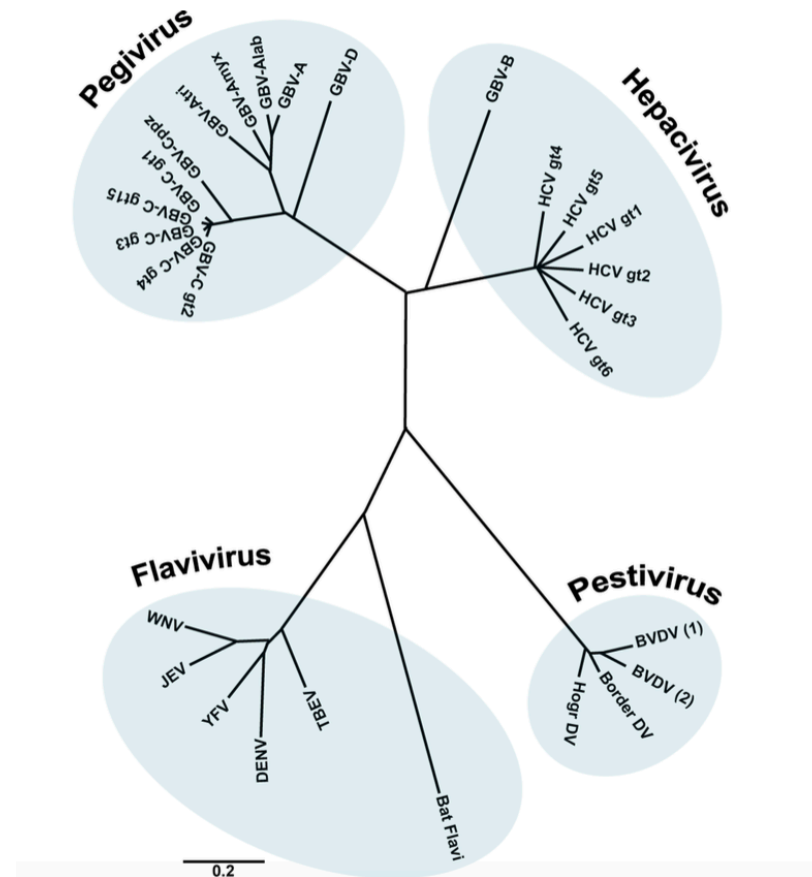 Pegivirus
GBV-Cppz
GBV-Atri
GBV-Amyx
GBV-Alab
GBV-A
GBV-D
GBV-C gt1
GBV-C gt15
GBV-C gt3
GBV-C gt4
GBV-C gt2
Hepacivirus
GBV-B
HCV gt4
HCV gt5
HCV gt1
HCV gt2
HCV gt3
HCV gt6
Flavivirus
WNV
JEV
YFV
DENV
TBEV
Bat Flavi
Pestivirus
BVDV (1)
BVDV (2)
Border DV
Hogr DV
0.2